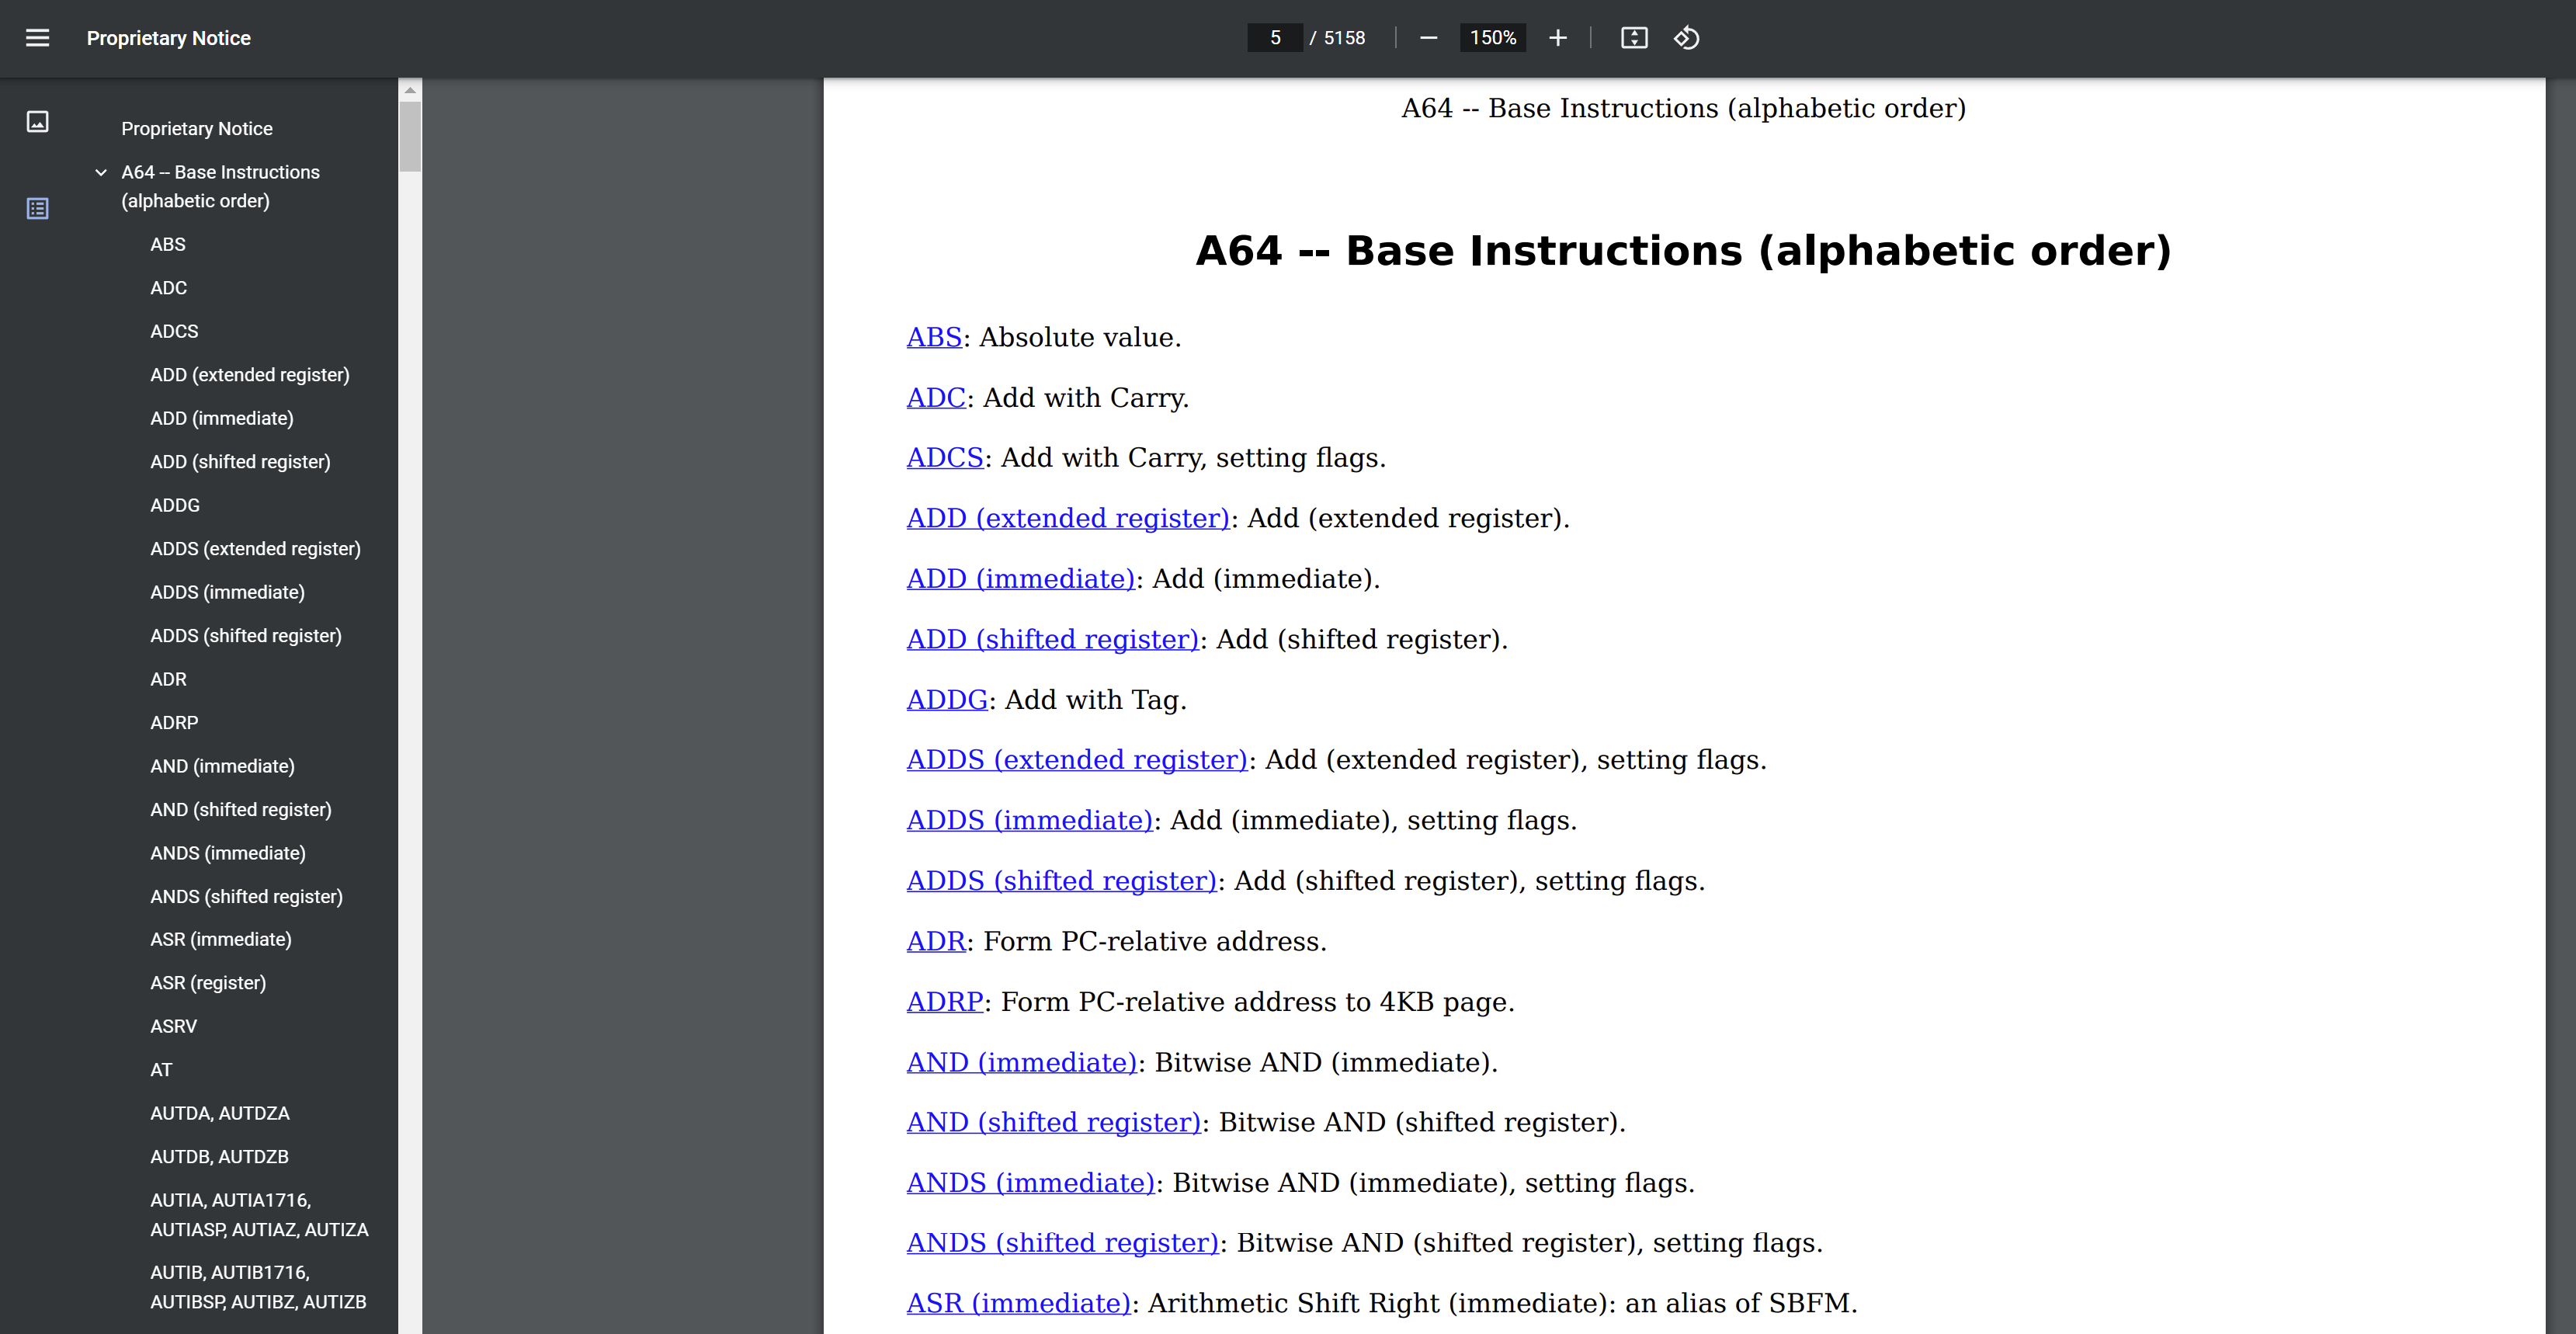 Proprietary Notice
5 / 5158
150%
Proprietary Notice
A64 -- Base Instructions
(alphabetic order)
ABS
ADC
ADCS
ADD (extended register)
ADD (immediate)
ADD (shifted register)
ADDG
ADDS (extended register)
ADDS (immediate)
ADDS (shifted register)
ADR
ADRP
AND (immediate)
AND (shifted register)
ANDS (immediate)
ANDS (shifted register)
ASR (immediate)
ASR (register)
ASRV
AT
AUTDA, AUTDZA
AUTDB, AUTDZB
AUTIA, AUTIA1716,
AUTIASP, AUTIAZ, AUTIZA
AUTIB, AUTIB1716,
AUTIBSP, AUTIBZ, AUTIZB
A64 -- Base Instructions (alphabetic order)
A64 -- Base Instructions (alphabetic order)
ABS: Absolute value.
ADC: Add with Carry.
ADCS: Add with Carry, setting flags.
ADD (extended register): Add (extended register).
ADD (immediate): Add (immediate).
ADD (shifted register): Add (shifted register).
ADDG: Add with Tag.
ADDS (extended register): Add (extended register), setting flags.
ADDS (immediate): Add (immediate), setting flags.
ADDS (shifted register): Add (shifted register), setting flags.
ADR: Form PC-relative address.
ADRP: Form PC-relative address to 4KB page.
AND (immediate): Bitwise AND (immediate).
AND (shifted register): Bitwise AND (shifted register).
ANDS (immediate): Bitwise AND (immediate), setting flags.
ANDS (shifted register): Bitwise AND (shifted register), setting flags.
ASR (immediate): Arithmetic Shift Right (immediate): an alias of SBFM.